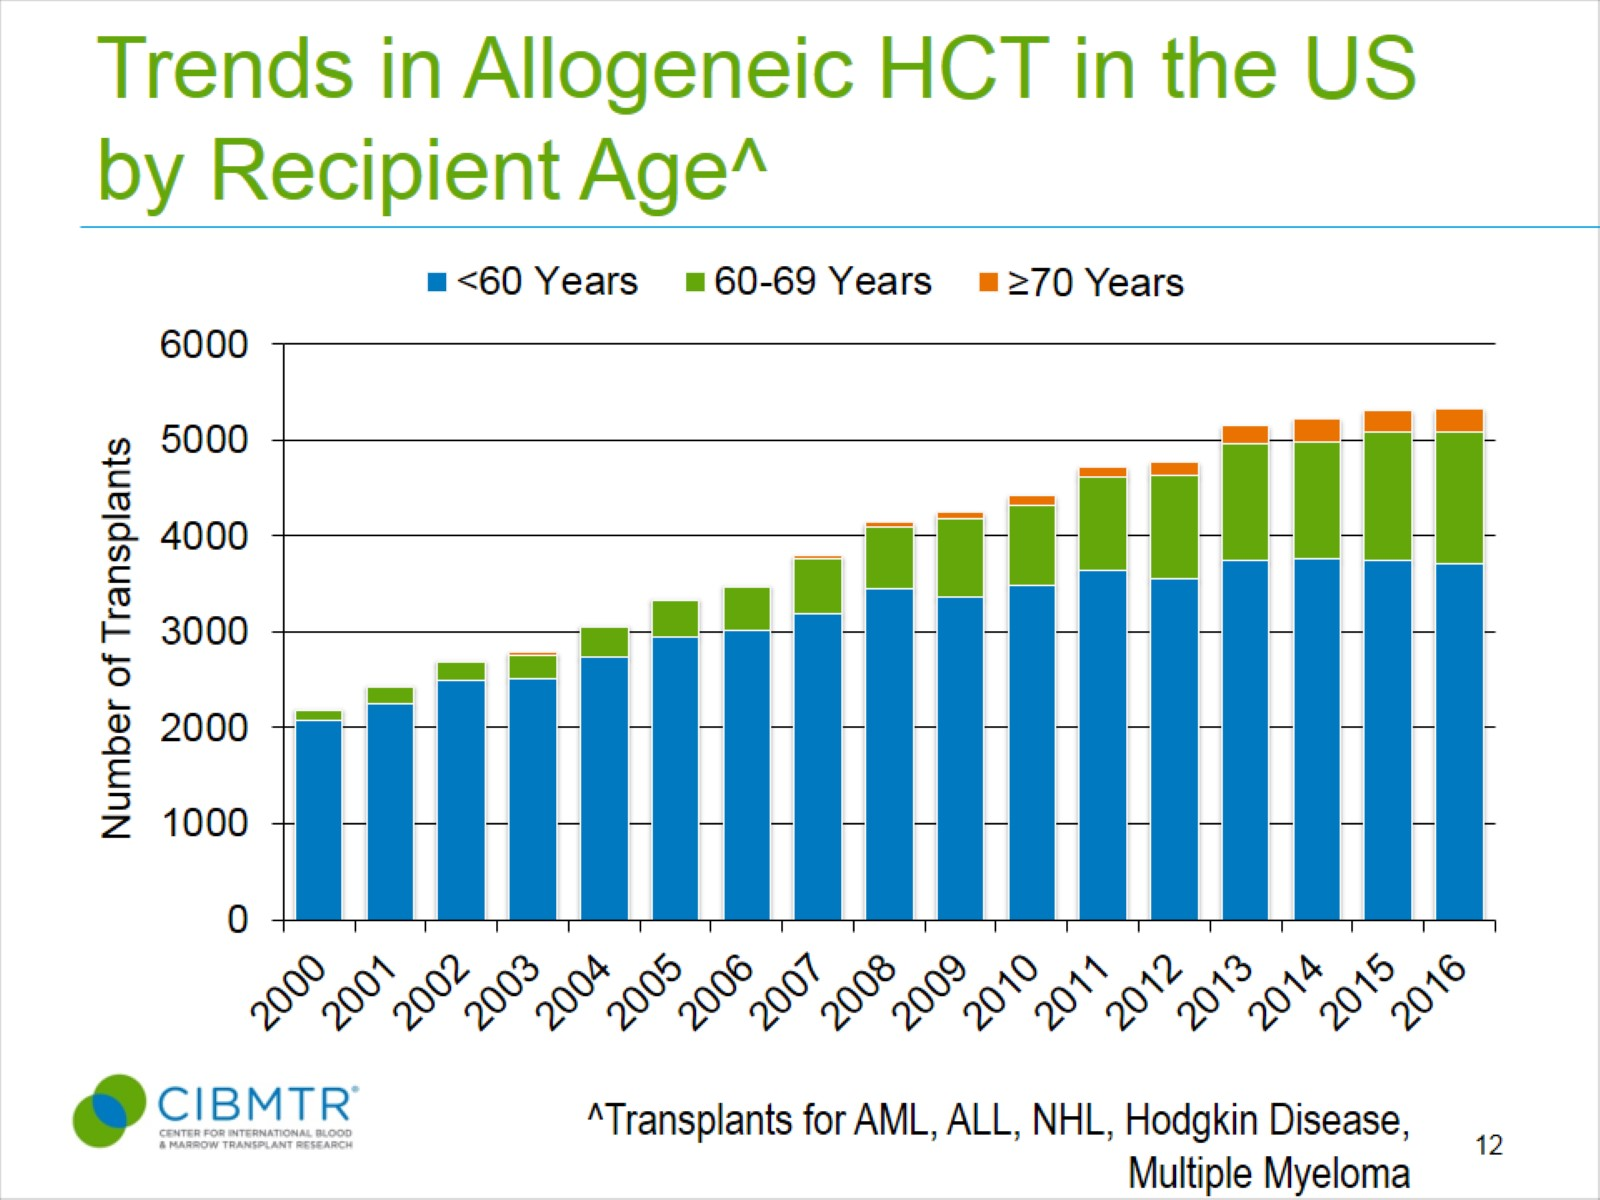 Trends in Allogeneic HCT in the US
by Recipient Age^
<60 Years 60-69 Years ≥70 Years
Number of Transplants
6000
5000
4000
3000
2000
1000
0
2000 2001 2002 2003 2004 2005 2006 2007 2008 2009 2010 2011 2012 2013 2014 2015 2016
CIBMTR®
CENTER FOR INTERNATIONAL BLOOD
& MARROW TRANSPLANT RESEARCH
^Transplants for AML, ALL, NHL, Hodgkin Disease,
Multiple Myeloma
12